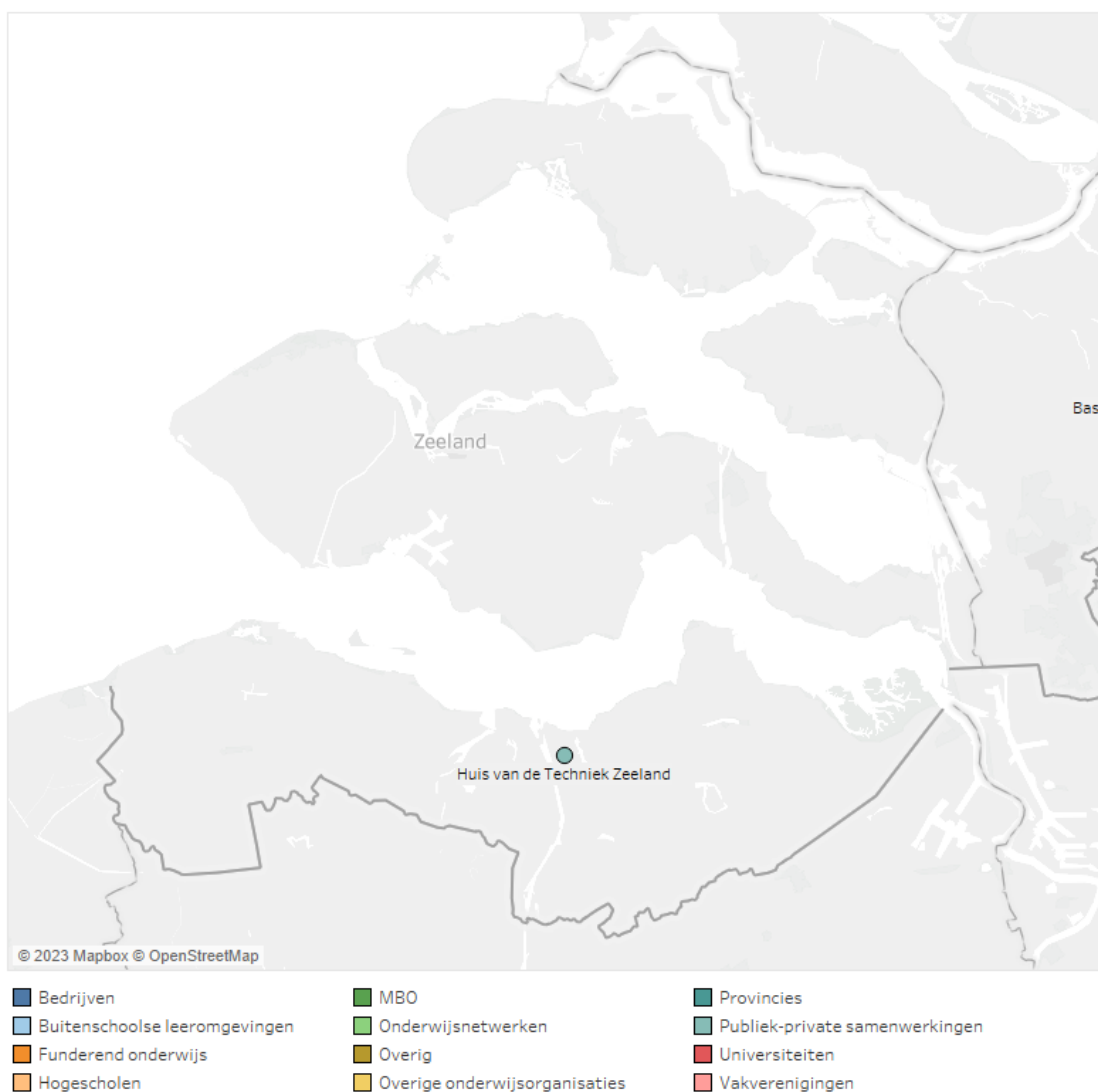 Bas
Zeeland
Huis van de Techniek Zeeland
© 2023 Mapbox © OpenStreetMap
Bedrijven
Buitenschoolse leeromgevingen
Funderend onderwijs
Hogescholen
MBO
Onderwijsnetwerken
Overig
Overige onderwijsorganisaties
Provincies
Publiek-private samenwerkingen
Universiteiten
Vakverenigingen